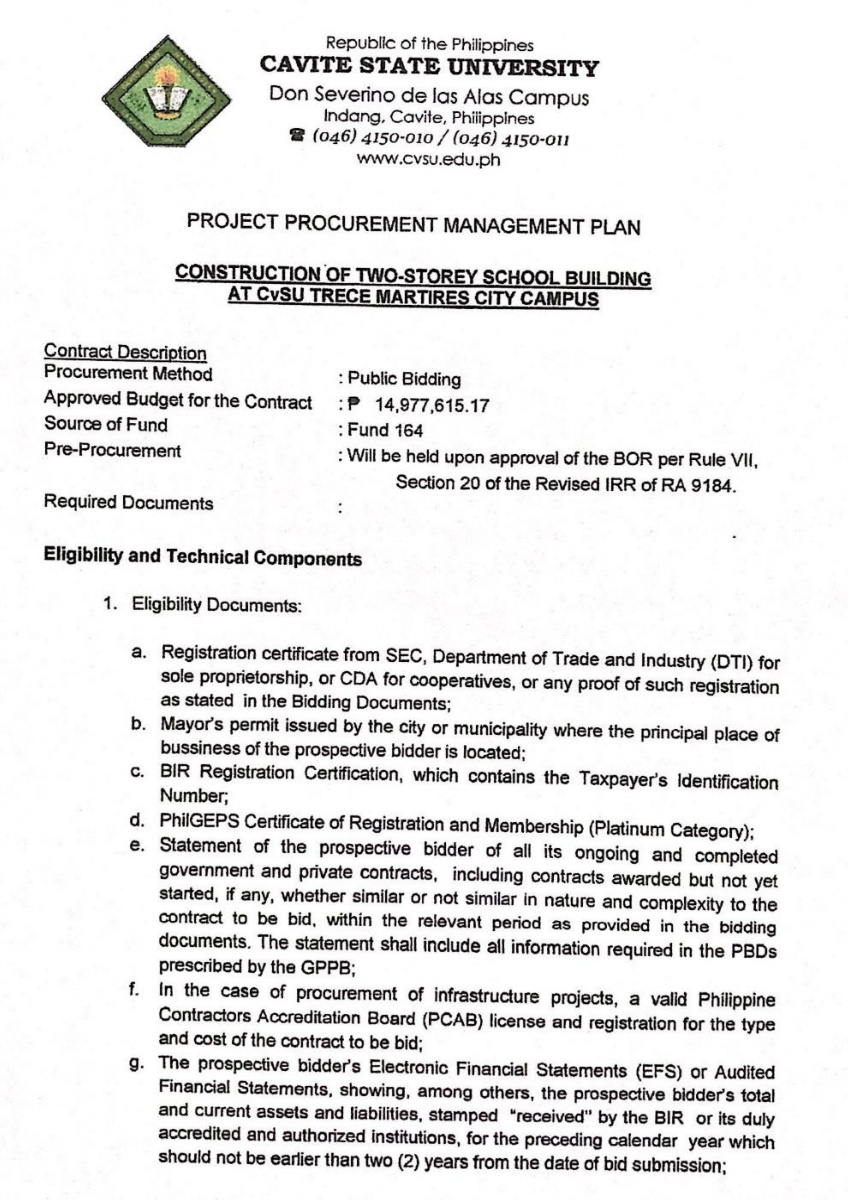 Republic of the Philippines
CAVITE STATE UNIVERSITY
Don Severino de las Alas Campus
Indang, Cavite, Philippines
☎ (046) 4150-010 / (046) 4150-011
www.cvsu.edu.ph
PROJECT PROCUREMENT MANAGEMENT PLAN
CONSTRUCTION OF TWO-STOREY SCHOOL BUILDING
AT CvSU TRECE MARTIRES CITY CAMPUS
Contract Description
Procurement Method : Public Bidding
Approved Budget for the Contract : ₱ 14,977,615.17
Source of Fund : Fund 164
Pre-Procurement : Will be held upon approval of the BOR per Rule VII,
Section 20 of the Revised IRR of RA 9184.
Required Documents :
Eligibility and Technical Components
1. Eligibility Documents:
a. Registration certificate from SEC, Department of Trade and Industry (DTI) for
sole proprietorship, or CDA for cooperatives, or any proof of such registration
as stated in the Bidding Documents;
b. Mayor's permit issued by the city or municipality where the principal place of
bussiness of the prospective bidder is located;
c. BIR Registration Certification, which contains the Taxpayer's Identification
Number;
d. PhilGEPS Certificate of Registration and Membership (Platinum Category);
e. Statement of the prospective bidder of all its ongoing and completed
government and private contracts, including contracts awarded but not yet
started, if any, whether similar or not similar in nature and complexity to the
contract to be bid, within the relevant period as provided in the bidding
documents. The statement shall include all information required in the PBDs
prescribed by the GPPB;
f. In the case of procurement of infrastructure projects, a valid Philippine
Contractors Accreditation Board (PCAB) license and registration for the type
and cost of the contract to be bid;
g. The prospective bidder's Electronic Financial Statements (EFS) or Audited
Financial Statements, showing, among others, the prospective bidder's total
and current assets and liabilities, stamped "received" by the BIR or its duly
accredited and authorized institutions, for the preceding calendar year which
should not be earlier than two (2) years from the date of bid submission;